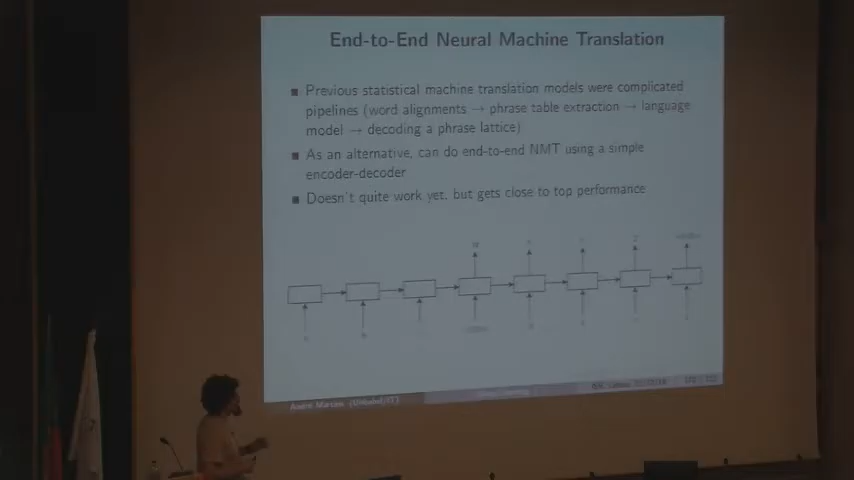 End-to-End Neural Machine Translation
Previous statistical machine translation models were complicated
pipelines (word alignments → phrase table extraction → language
model → decoding a phrase lattice)
As an alternative, can do end-to-end NMT using a simple
encoder-decoder
Doesn't quite work yet, but gets close to top performance